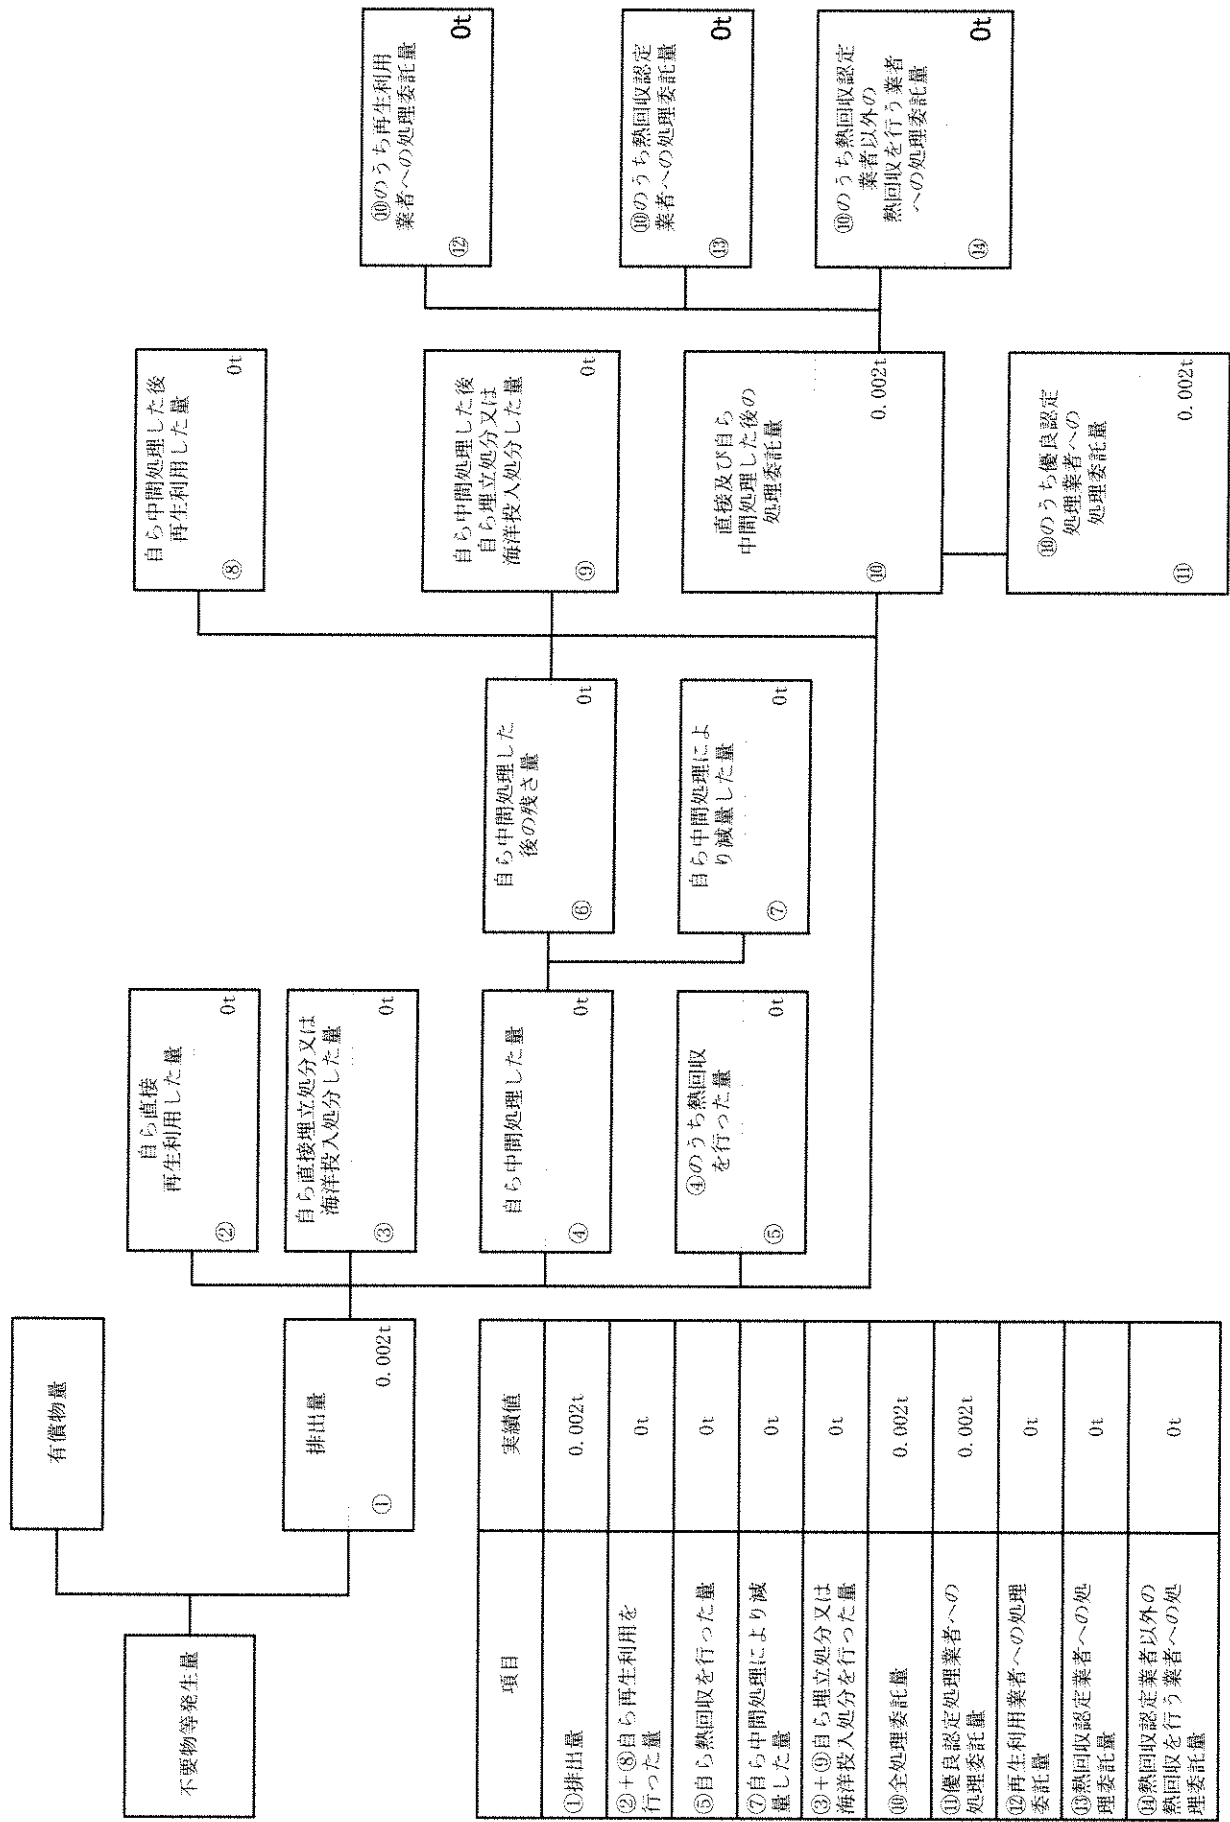 不要物等発生量
有償物量
排出量
①
0.002t
自ら直接
再生利用した量
②
0t
自ら直接埋立処分又は
海洋投入処分した量
③
0t
自ら中間処理した量
④
0t
④のうち熱回収
を行った量
⑤
0t
自ら中間処理した
後の残さ量
⑥
0t
自ら中間処理によ
り減量した量
⑦
0t
自ら中間処理した後
再生利用した量
⑧
0t
自ら中間処理した後
自ら埋立処分又は
海洋投入処分した量
⑨
0t
直接及び自ら
中間処理した後の
処理委託量
⑩
0.002t
⑩のうち優良認定
処理業者への
処理委託量
⑪
0.002t
⑩のうち再生利用
業者への処理委託量
⑫
0t
⑩のうち熱回収認定
業者への処理委託量
⑬
0t
⑩のうち熱回収認定
業者以外の
熱回収を行う業者
への処理委託量
⑭
0t
項目 実績値
①排出量 0.002t
②+⑧自ら再生利用を
行った量 0t
⑤自ら熱回収を行った量 0t
⑦自ら中間処理により減
量した量 0t
③+⑨自ら埋立処分又は
海洋投入処分を行った量 0t
⑩全処理委託量 0.002t
⑪優良認定処理業者への
処理委託量 0.002t
⑫再生利用業者への処理
委託量 0t
⑬熱回収認定業者への処
理委託量 0t
⑭熱回収認定業者以外の
熱回収を行う業者への処
理委託量 0t